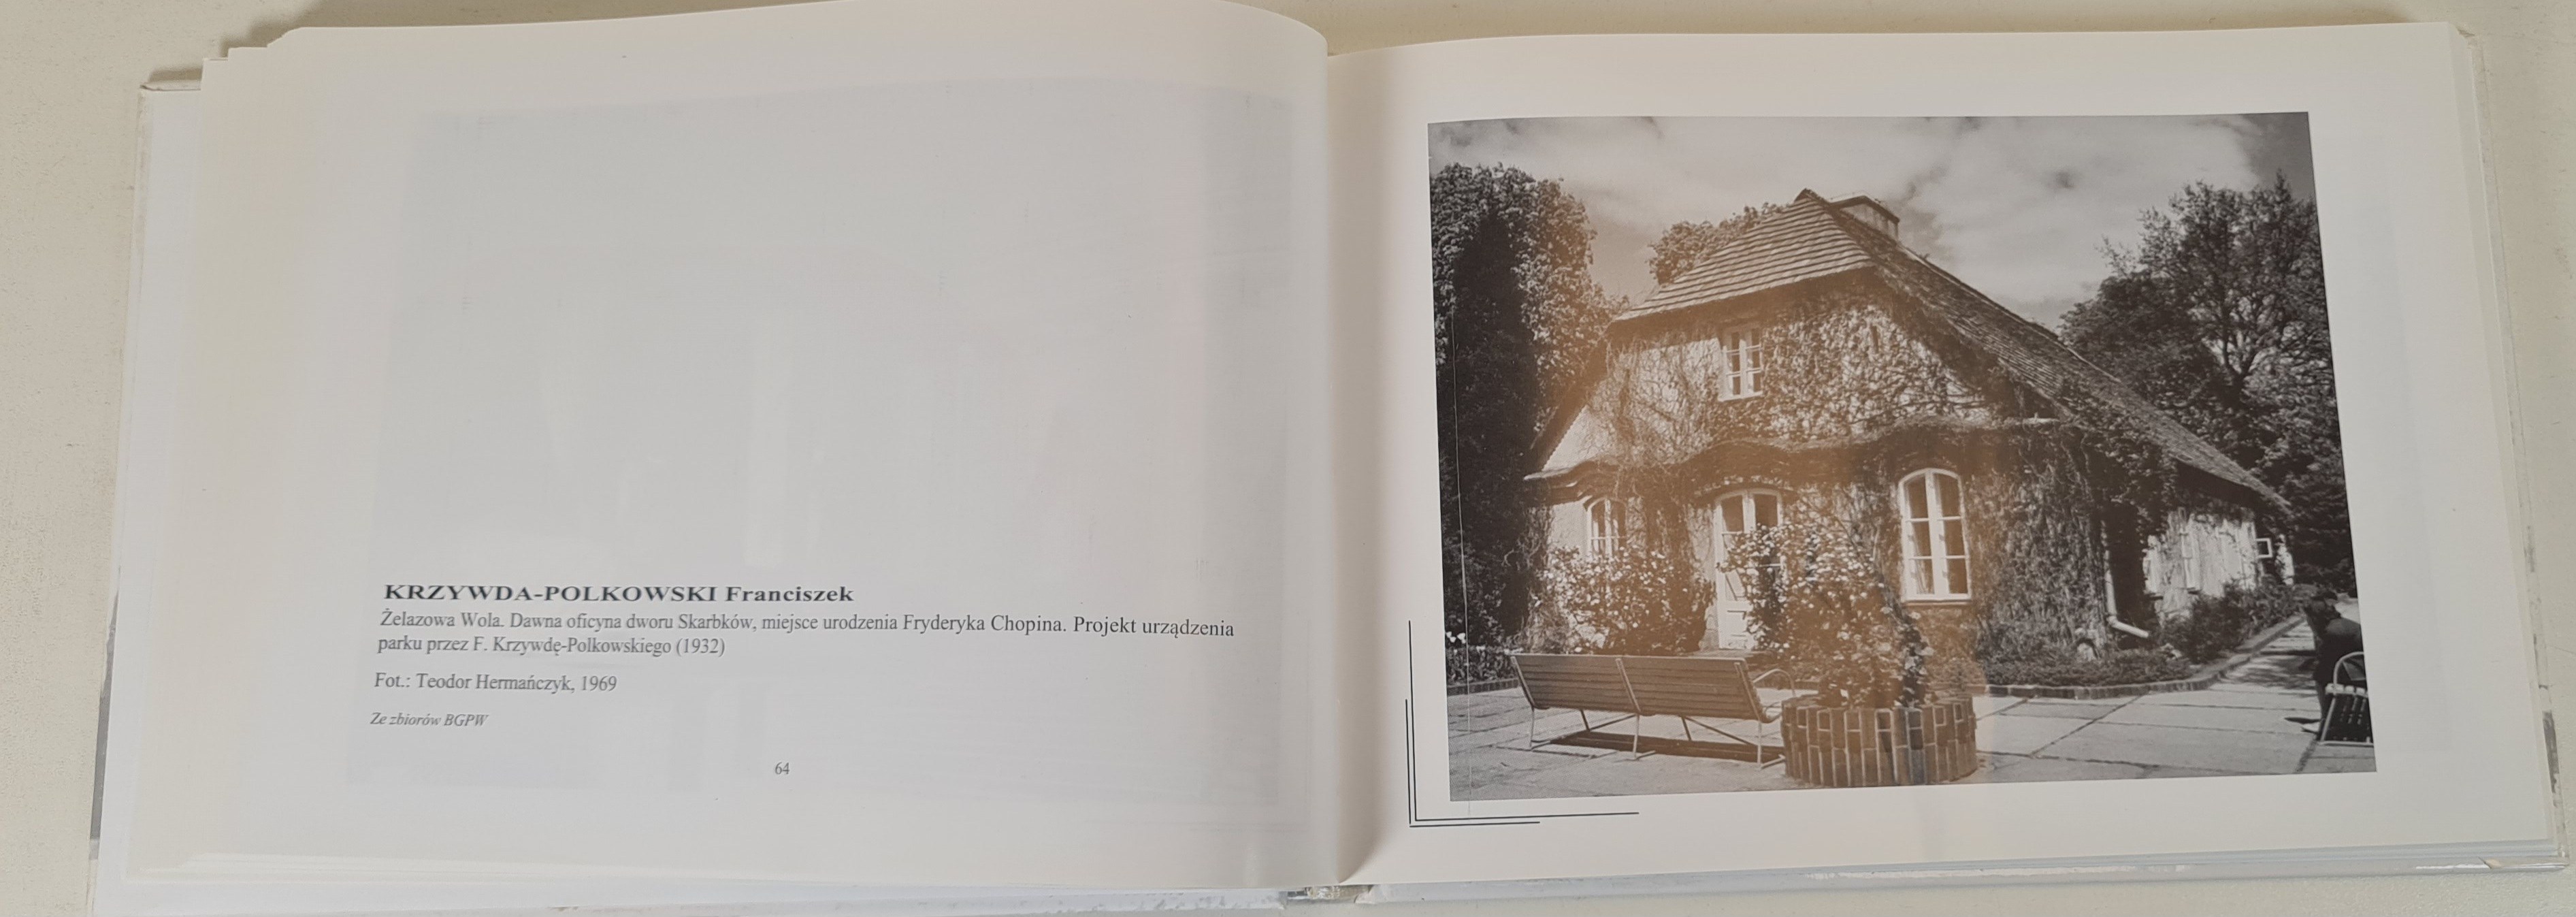 KRZYWDA-POLKOWSKI Franciszek
Żelazowa Wola. Dawna oficyna dworu Skarbków, miejsce urodzenia Fryderyka Chopina. Projekt urządzenia
parku przez F. Krzywdę-Polkowskiego (1932)
Fot.: Teodor Hermańczyk, 1969
Ze zbiorów BGPW
64